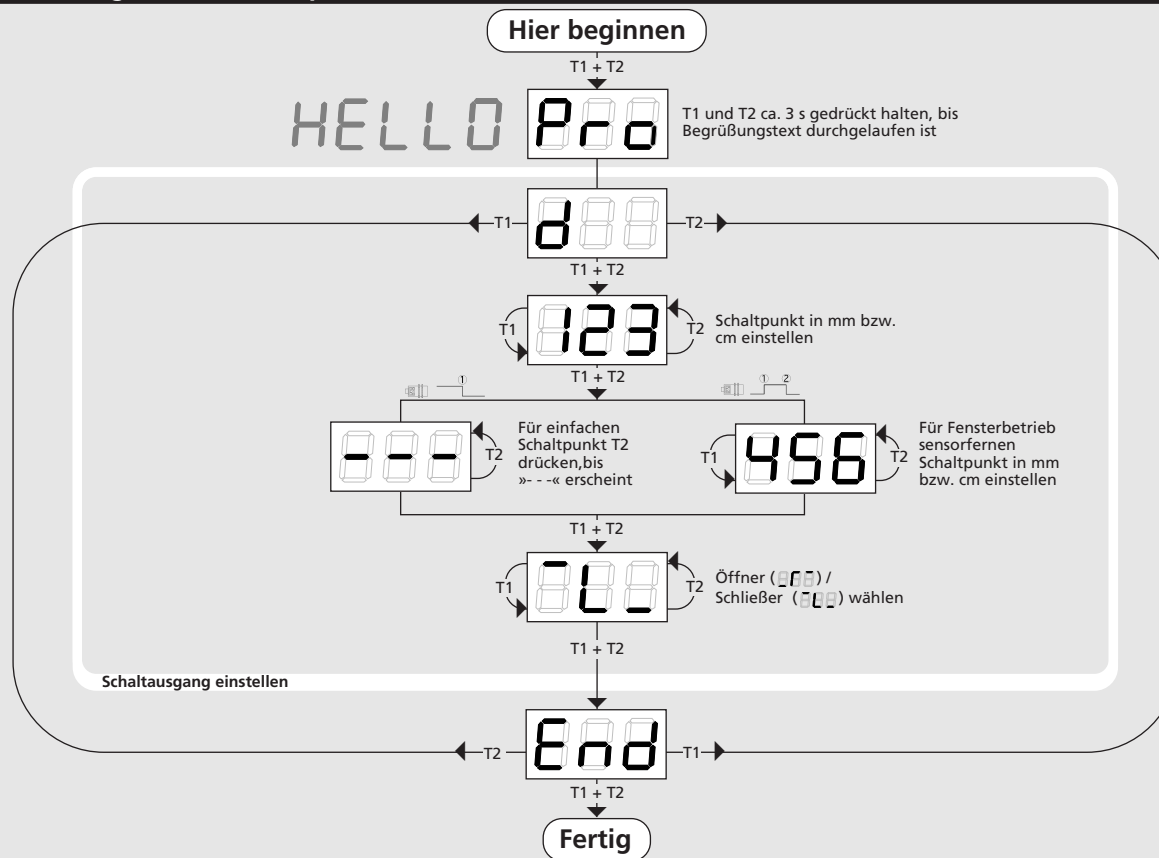 Hier beginnen
T1 + T2
HELLO Pro
T1 und T2 ca. 3 s gedrückt halten, bis
Begrüßungstext durchgelaufen ist
T1 d T2
T1 + T2
T1 123 T2
Schaltpunkt in mm bzw.
cm einstellen
T1 + T2
①
① ②
--- T2
Für einfachen
Schaltpunkt T2
drücken,bis
»- - -« erscheint
T1 456 T2
Für Fensterbetrieb
sensorfernen
Schaltpunkt in mm
bzw. cm einstellen
T1 + T2
T1 T2
Öffner ( ) /
Schließer ( ) wählen
T1 + T2
Schaltausgang einstellen
T2 End T1
T1 + T2
Fertig